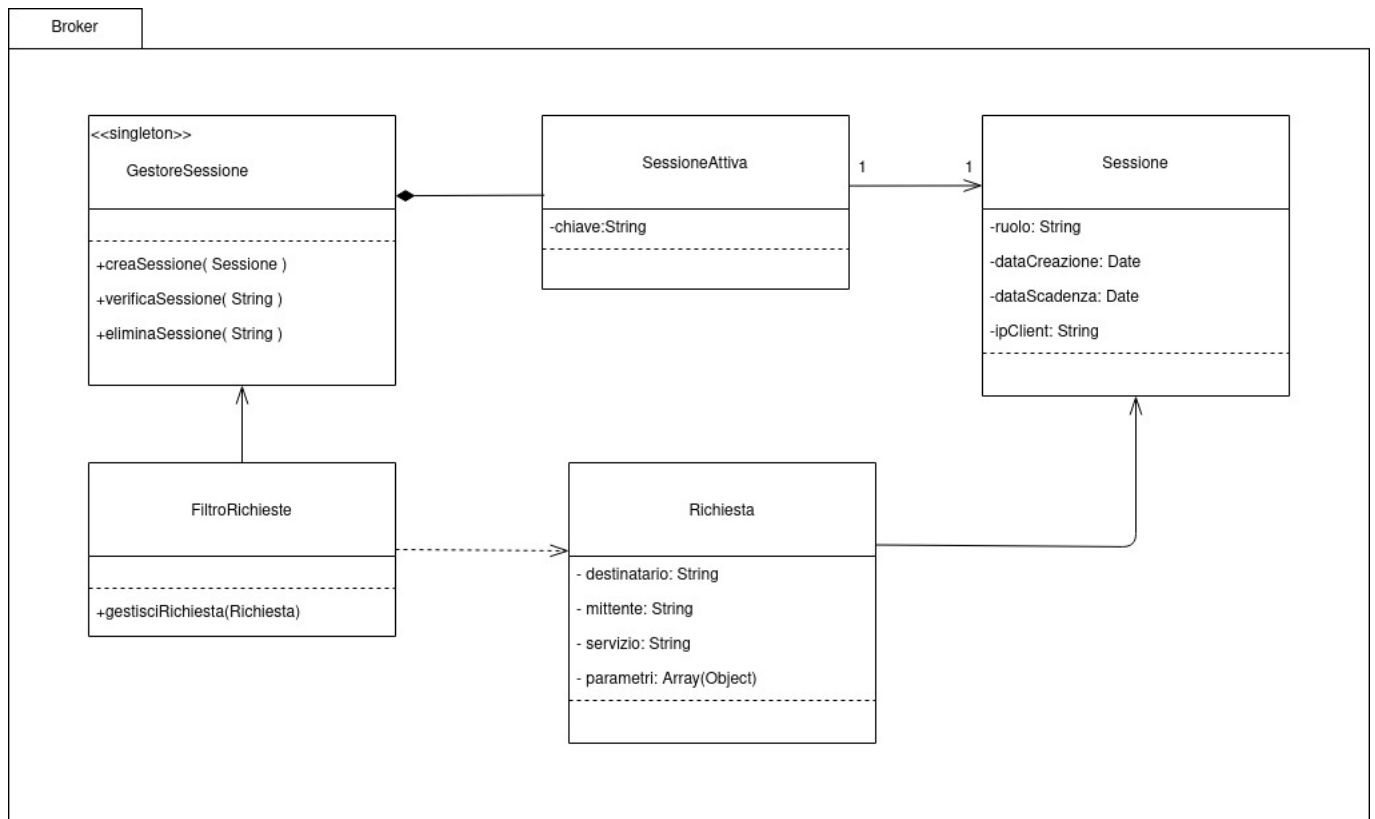 Broker
<<singleton>>
GestoreSessione
+creaSessione( Sessione )
+verificaSessione( String )
+eliminaSessione( String )
SessioneAttiva
-chiave:String
1
1
Sessione
-ruolo: String
-dataCreazione: Date
-dataScadenza: Date
-ipClient: String
FiltroRichieste
+gestisciRichiesta(Richiesta)
Richiesta
- destinatario: String
- mittente: String
- servizio: String
- parametri: Array(Object)